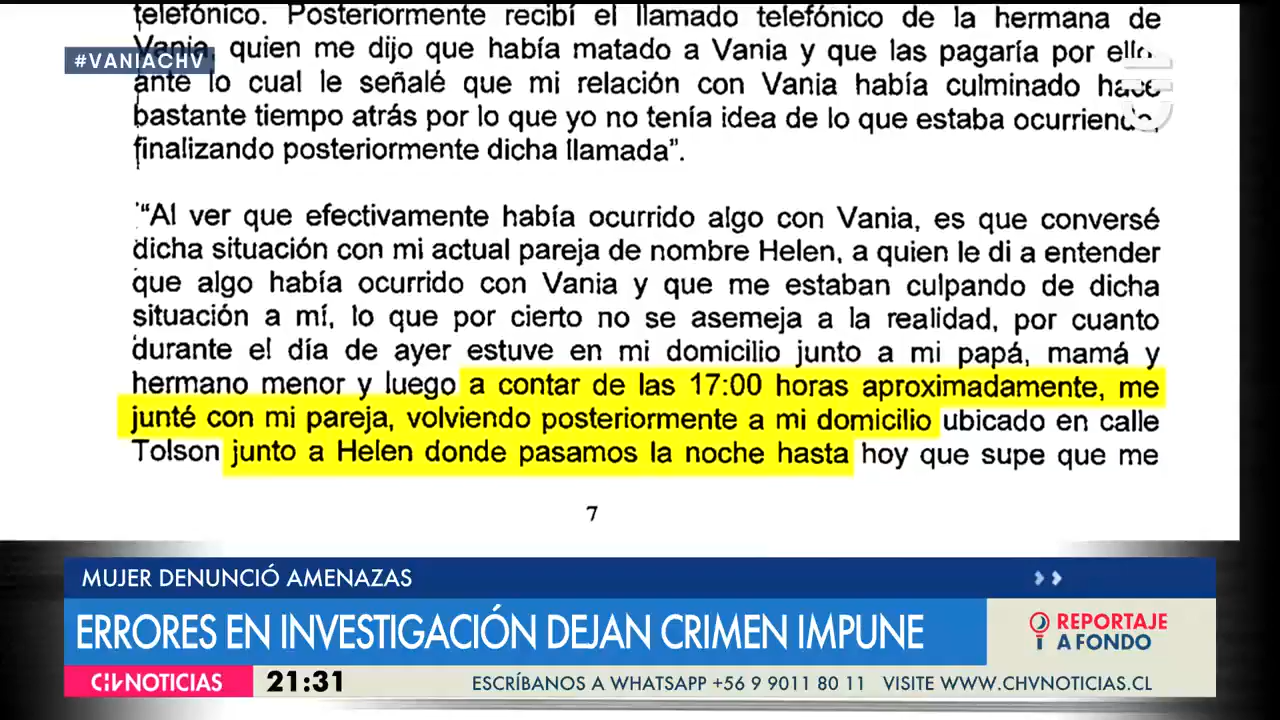 telefónico. Posteriormente recibí el llamado telefónico de la hermana de
#VANIACHV
Vania, quien me dijo que había matado a Vania y que las pagaría por ello
ante lo cual le señalé que mi relación con Vania había culminado hace
bastante tiempo atrás por lo que yo no tenía idea de lo que estaba ocurriendo,
finalizando posteriormente dicha llamada”.
“Al ver que efectivamente había ocurrido algo con Vania, es que conversé
dicha situación con mi actual pareja de nombre Helen, a quien le di a entender
que algo había ocurrido con Vania y que me estaban culpando de dicha
situación a mí, lo que por cierto no se asemeja a la realidad, por cuanto
durante el día de ayer estuve en mi domicilio junto a mi papá, mamá y
hermano menor y luego a contar de las 17:00 horas aproximadamente, me
junté con mi pareja, volviendo posteriormente a mi domicilio ubicado en calle
Tolson junto a Helen donde pasamos la noche hasta hoy que supe que me
7
MUJER DENUNCIÓ AMENAZAS
ERRORES EN INVESTIGACIÓN DEJAN CRIMEN IMPUNE
REPORTAJE
A FONDO
CHV NOTICIAS
21:31
ESCRÍBANOS A WHATSAPP +56 9 9011 80 11 VISITE WWW.CHVNOTICIAS.CL